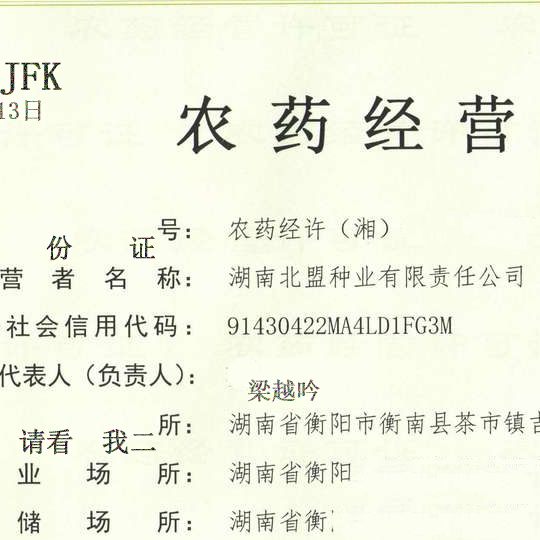 JFK
13日
农药经营
号：农药经许（湘）
份 证
营者名称：湖南北盟种业有限责任公司
社会信用代码：91430422MA4LD1FG3M
代表人（负责人）：梁越吟
所：湖南省衡阳市衡南县茶市镇吉
请看 我二
业场所：湖南省衡阳
储场所：湖南省衡